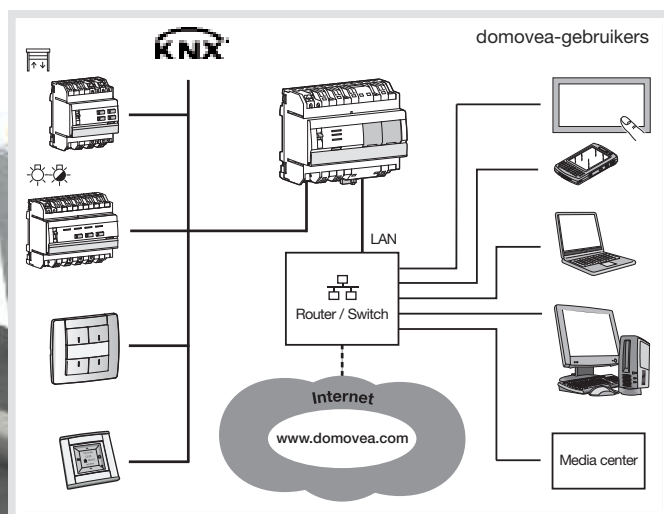 KNX
domovea-gebruikers
LAN
Router / Switch
Internet
www.domovea.com
Media center